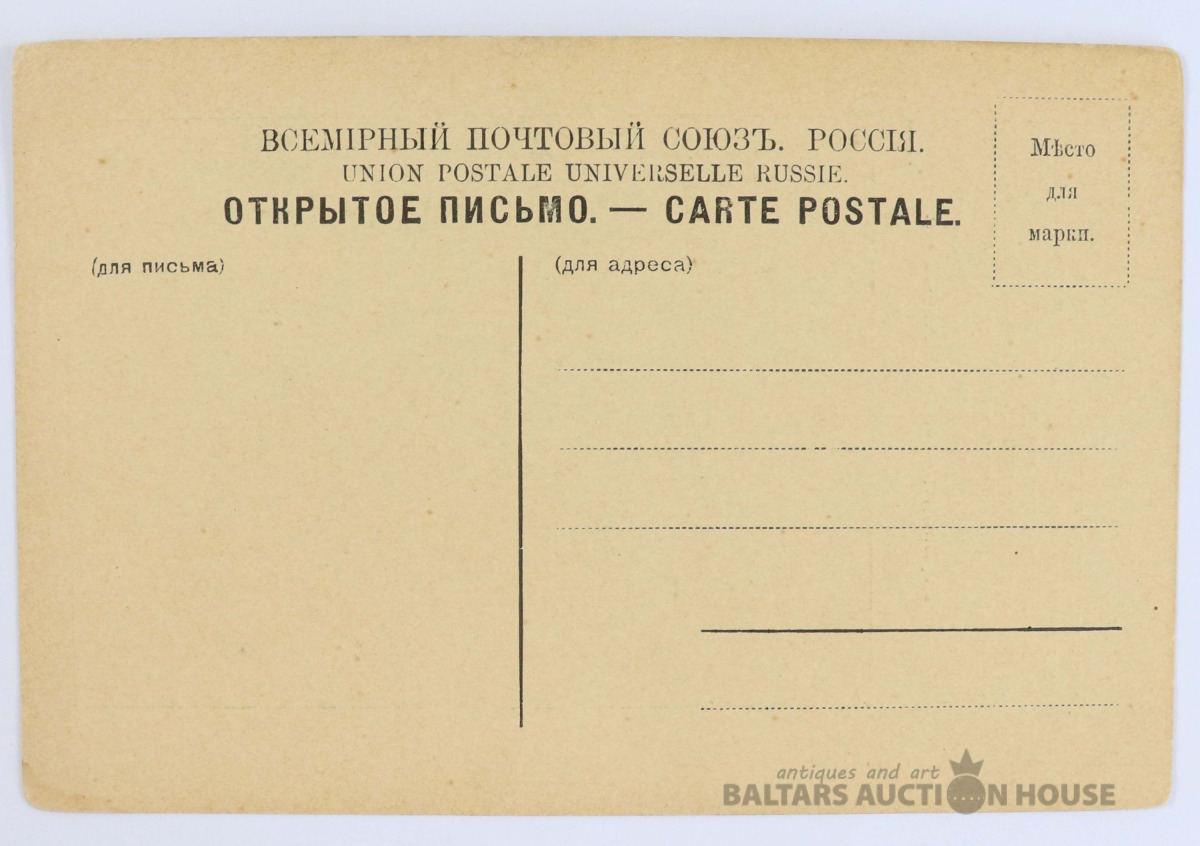 ВСЕМІРНЫЙ ПОЧТОВЫЙ СОЮЗЪ. РОССІЯ.
UNION POSTALE UNIVERSELLE RUSSIE.
ОТКРЫТОЕ ПИСЬМО. — CARTE POSTALE.
Мѣсто
для
марки.
(для письма)
(для адреса)
antiques and art
BALTARS AUCTION HOUSE